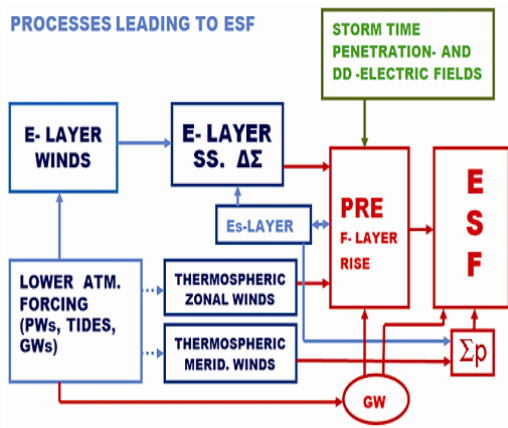 PROCESSES LEADING TO ESF
STORM TIME
PENETRATION- AND
DD -ELECTRIC FIELDS
E- LAYER
WINDS
E- LAYER
SS. ΔΣ
Es-LAYER
PRE
F- LAYER
RISE
E
S
F
LOWER ATM.
FORCING
(PWs, TIDES,
GWs)
THERMOSPHERIC
ZONAL WINDS
THERMOSPHERIC
MERID. WINDS
Σp
GW